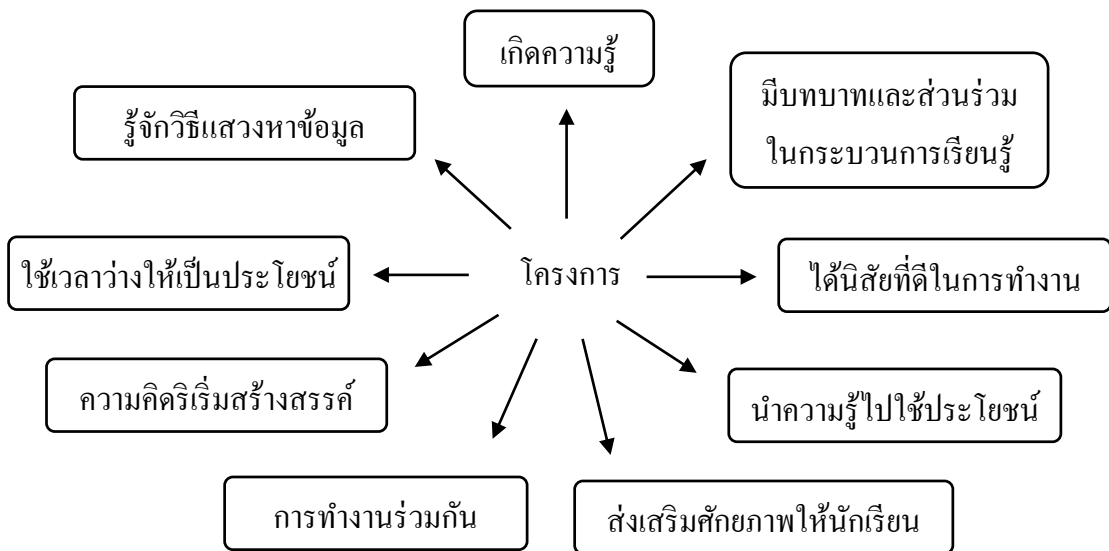 เกิดความรู้
มีบทบาทและส่วนร่วม
ในกระบวนการเรียนรู้
รู้จักวิธีแสวงหาข้อมูล
ใช้เวลาว่างให้เป็นประโยชน์
โครงการ
ได้นิสัยที่ดีในการทำงาน
ความคิดริเริ่มสร้างสรรค์
นำความรู้ไปใช้ประโยชน์
การทำงานร่วมกัน
ส่งเสริมศักยภาพให้นักเรียน